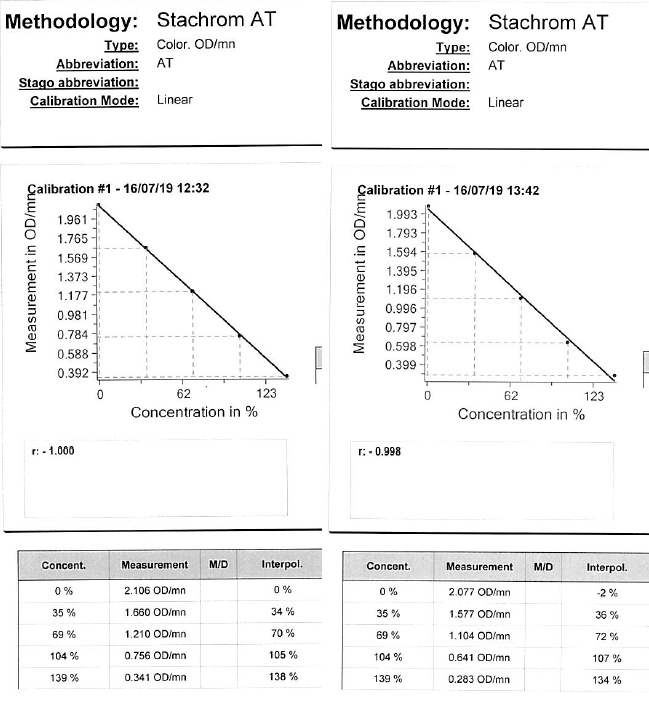 Methodology: Stachrom AT
Type: Color. OD/mn
Abbreviation: AT
Stago abbreviation:
Calibration Mode: Linear
Calibration #1 - 16/07/19 12:32
Measurement in OD/mn
1.961
1.765
1.569
1.373
1.177
0.981
0.784
0.588
0.392
0 62 123
Concentration in %
r: - 1.000
Concent. Measurement M/D Interpol.
0 % 2.106 OD/mn 0 %
35 % 1.660 OD/mn 34 %
69 % 1.210 OD/mn 70 %
104 % 0.756 OD/mn 105 %
139 % 0.341 OD/mn 138 %
Methodology: Stachrom AT
Type: Color. OD/mn
Abbreviation: AT
Stago abbreviation:
Calibration Mode: Linear
Calibration #1 - 16/07/19 13:42
Measurement in OD/mn
1.993
1.793
1.594
1.395
1.196
0.996
0.797
0.598
0.399
0 62 123
Concentration in %
r: - 0.998
Concent. Measurement M/D Interpol.
0 % 2.077 OD/mn -2 %
35 % 1.577 OD/mn 36 %
69 % 1.104 OD/mn 72 %
104 % 0.641 OD/mn 107 %
139 % 0.283 OD/mn 134 %